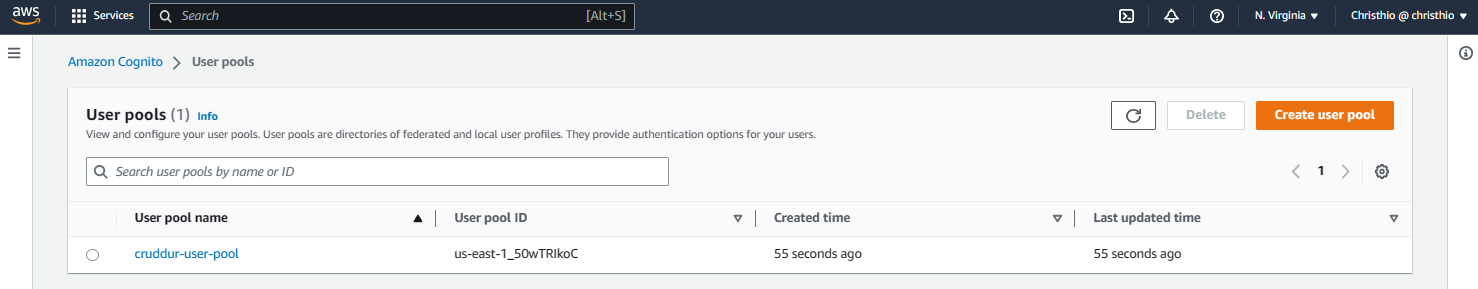 aws Services Search [Alt+S] N. Virginia Christhio @ christhio
Amazon Cognito User pools
User pools (1) Info Delete Create user pool
View and configure your user pools. User pools are directories of federated and local user profiles. They provide authentication options for your users.
Search user pools by name or ID 1
User pool name User pool ID Created time Last updated time
cruddur-user-pool us-east-1_50wTRIkoC 55 seconds ago 55 seconds ago